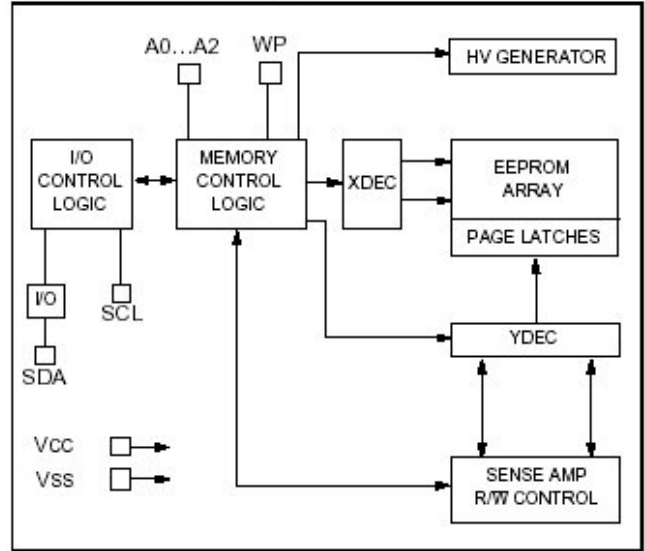 A0...A2
WP
HV GENERATOR
I/O
CONTROL
LOGIC
MEMORY
CONTROL
LOGIC
XDEC
EEPROM
ARRAY
PAGE LATCHES
I/O
SCL
SDA
YDEC
VCC
VSS
SENSE AMP
R/W̅ CONTROL